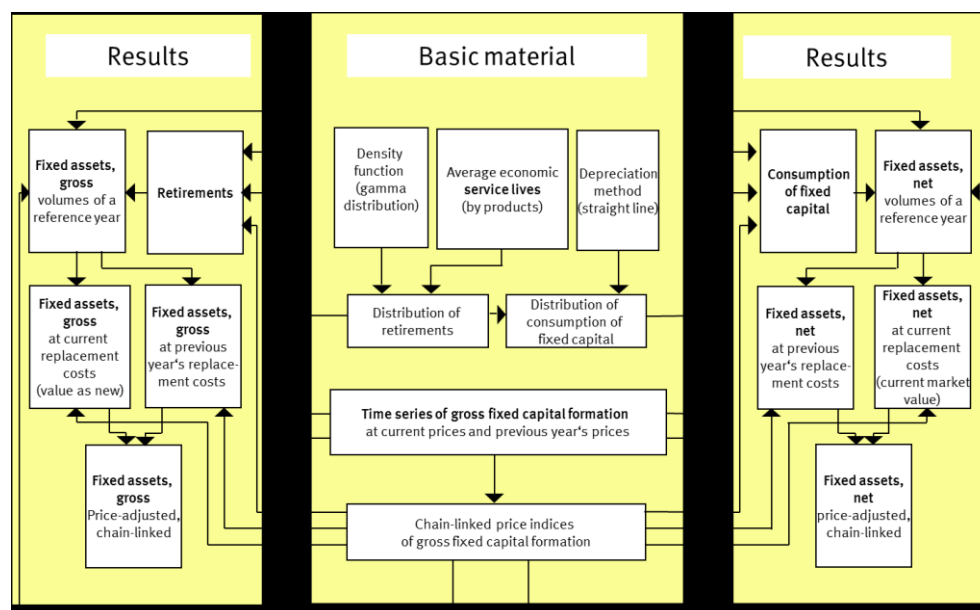 Results
Fixed assets,
gross
volumes of a
reference year
Retirements
Fixed assets,
gross
at current
replacement
costs
(value as new)
Fixed assets,
gross
at previous
year‘s replace-
ment costs
Fixed assets,
gross
Price-adjusted,
chain-linked
Basic material
Density
function
(gamma
distribution)
Average economic
service lives
(by products)
Depreciation
method
(straight line)
Distribution of
retirements
Distribution of
consumption of
fixed capital
Time series of gross fixed capital formation
at current prices and previous year‘s prices
Chain-linked price indices
of gross fixed capital formation
Results
Consumption
of fixed
capital
Fixed assets,
net
volumes of a
reference year
Fixed assets,
net
at previous
year‘s replace-
ment costs
Fixed assets,
net
at current
replacement
costs
(current market
value)
Fixed assets,
net
price-adjusted,
chain-linked